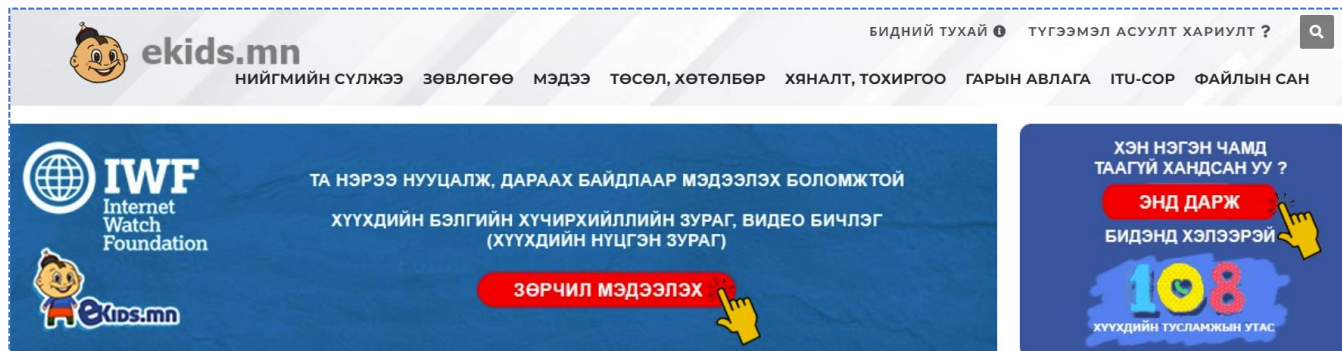 БИДНИЙ ТУХАЙ ТҮГЭЭМЭЛ АСУУЛТ ХАРИУЛТ ?
ekids.mn
НИЙГМИЙН СҮЛЖЭЭ ЗӨВЛӨГӨӨ МЭДЭЭ ТӨСӨЛ, ХӨТӨЛБӨР ХЯНАЛТ, ТОХИРГОО ГАРЫН АВЛАГА ITU-COP ФАЙЛЫН САН
IWF
Internet
Watch
Foundation
eKiDS.mn
ТА НЭРЭЭ НУУЦАЛЖ, ДАРААХ БАЙДЛААР МЭДЭЭЛЭХ БОЛОМЖТОЙ
ХҮҮХДИЙН БЭЛГИЙН ХҮЧИРХИЙЛЛИЙН ЗУРАГ, ВИДЕО БИЧЛЭГ
(ХҮҮХДИЙН НҮЦГЭН ЗУРАГ)
ЗӨРЧИЛ МЭДЭЭЛЭХ
ХЭН НЭГЭН ЧАМД
ТААГҮЙ ХАНДСАН УУ ?
ЭНД ДАРЖ
БИДЭНД ХЭЛЭЭРЭЙ
108
ХҮҮХДИЙН ТУСЛАМЖЫН УТАС